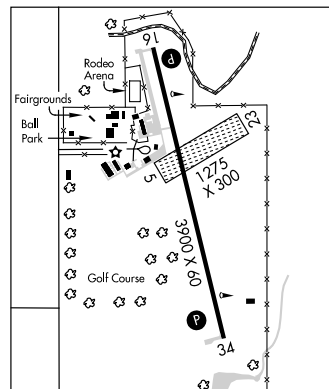 16
P
Rodeo
Arena
Fairgrounds
Ball
Park
23
5
1275
X 300
3900 X 60
Golf Course
P
34